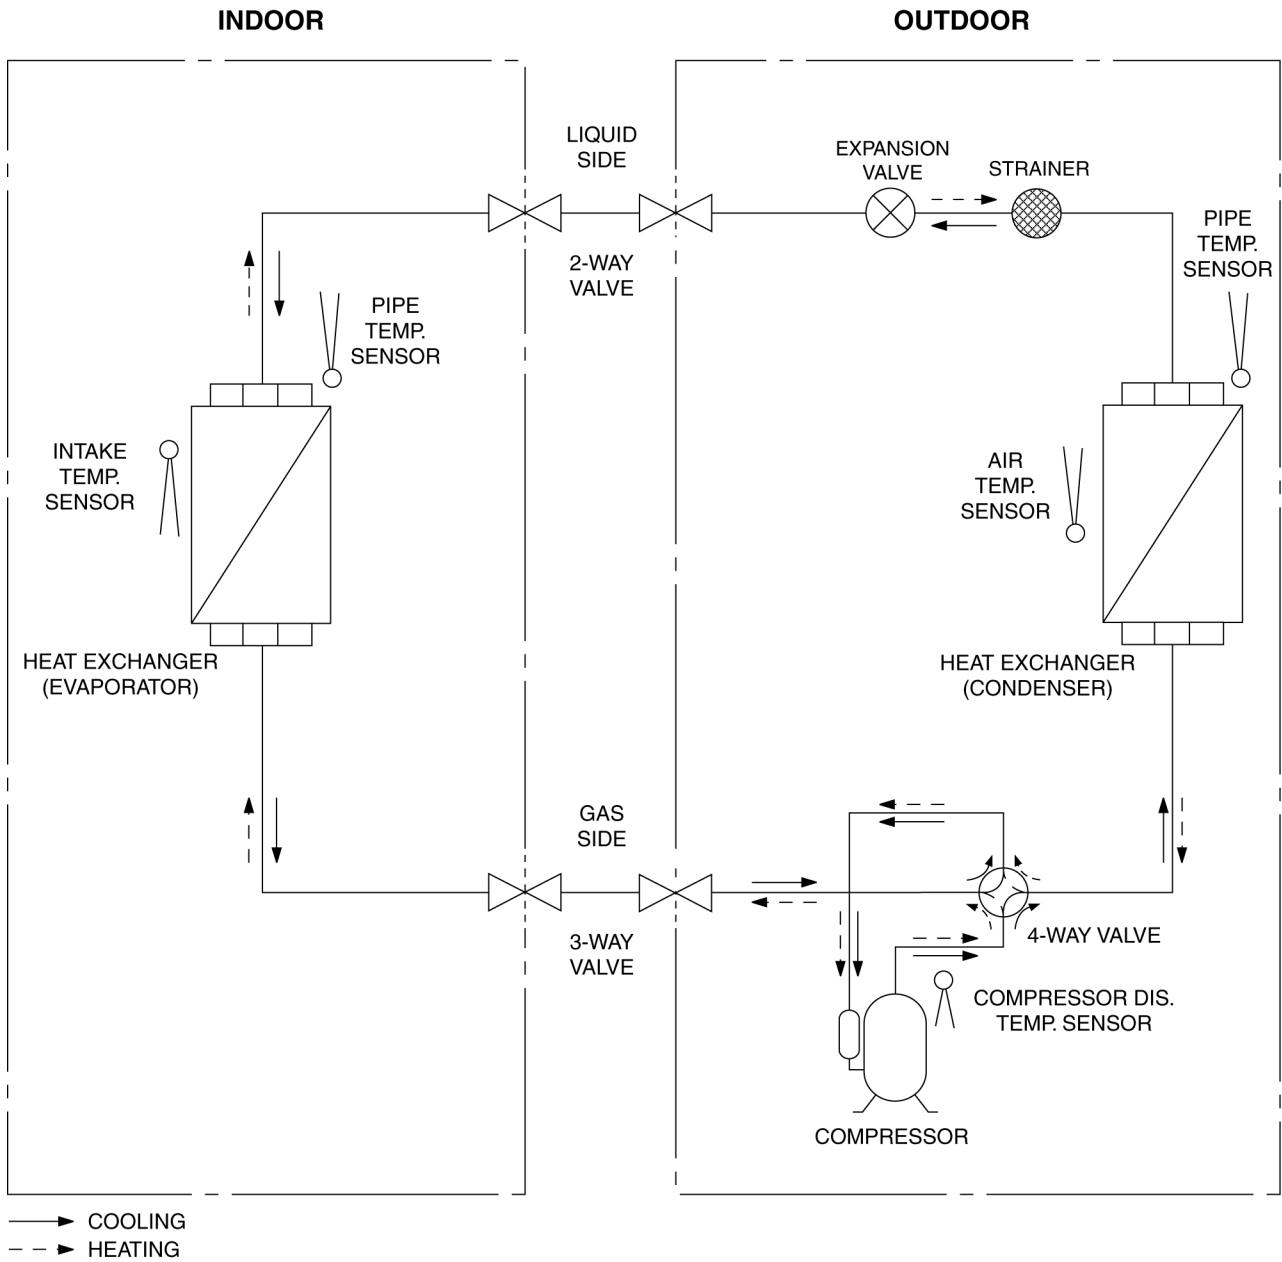 INDOOR
OUTDOOR
LIQUID
SIDE
EXPANSION
VALVE
STRAINER
PIPE
TEMP.
SENSOR
2-WAY
VALVE
PIPE
TEMP.
SENSOR
INTAKE
TEMP.
SENSOR
AIR
TEMP.
SENSOR
HEAT EXCHANGER
(EVAPORATOR)
HEAT EXCHANGER
(CONDENSER)
GAS
SIDE
3-WAY
VALVE
4-WAY VALVE
COMPRESSOR DIS.
TEMP. SENSOR
COMPRESSOR
COOLING
HEATING